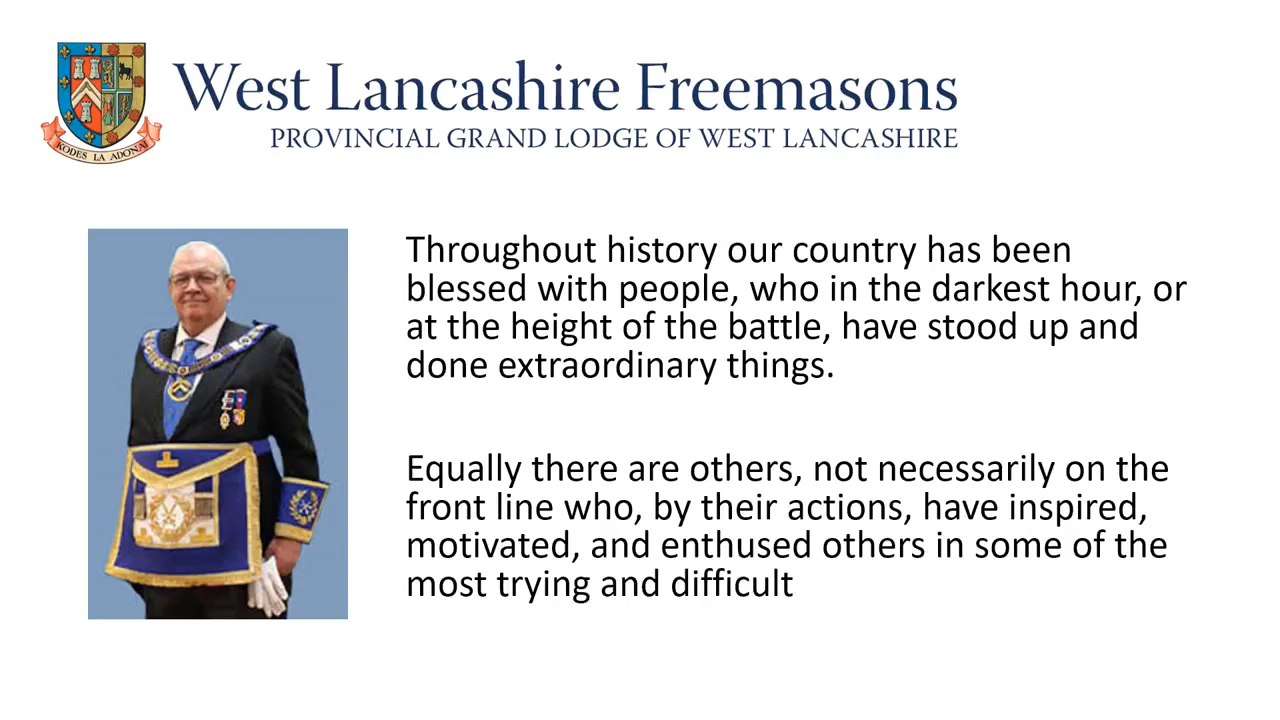 West Lancashire Freemasons
PROVINCIAL GRAND LODGE OF WEST LANCASHIRE
KODES LA ADONAI
Throughout history our country has been
blessed with people, who in the darkest hour, or
at the height of the battle, have stood up and
done extraordinary things.
Equally there are others, not necessarily on the
front line who, by their actions, have inspired,
motivated, and enthused others in some of the
most trying and difficult